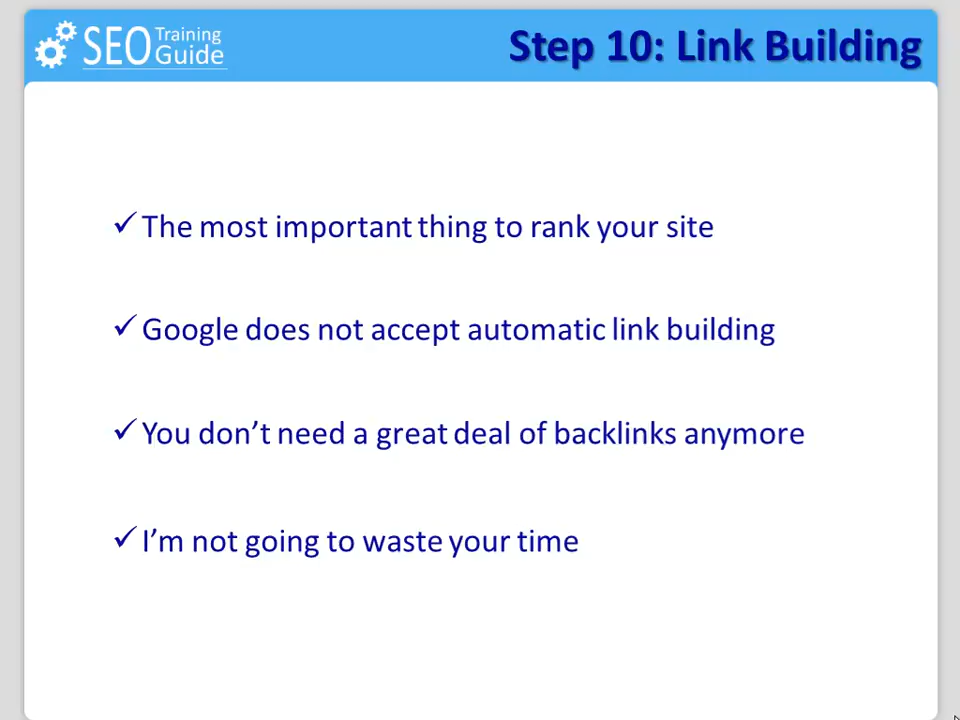 SEO Training Guide
Step 10: Link Building
✓ The most important thing to rank your site
✓ Google does not accept automatic link building
✓ You don’t need a great deal of backlinks anymore
✓ I’m not going to waste your time